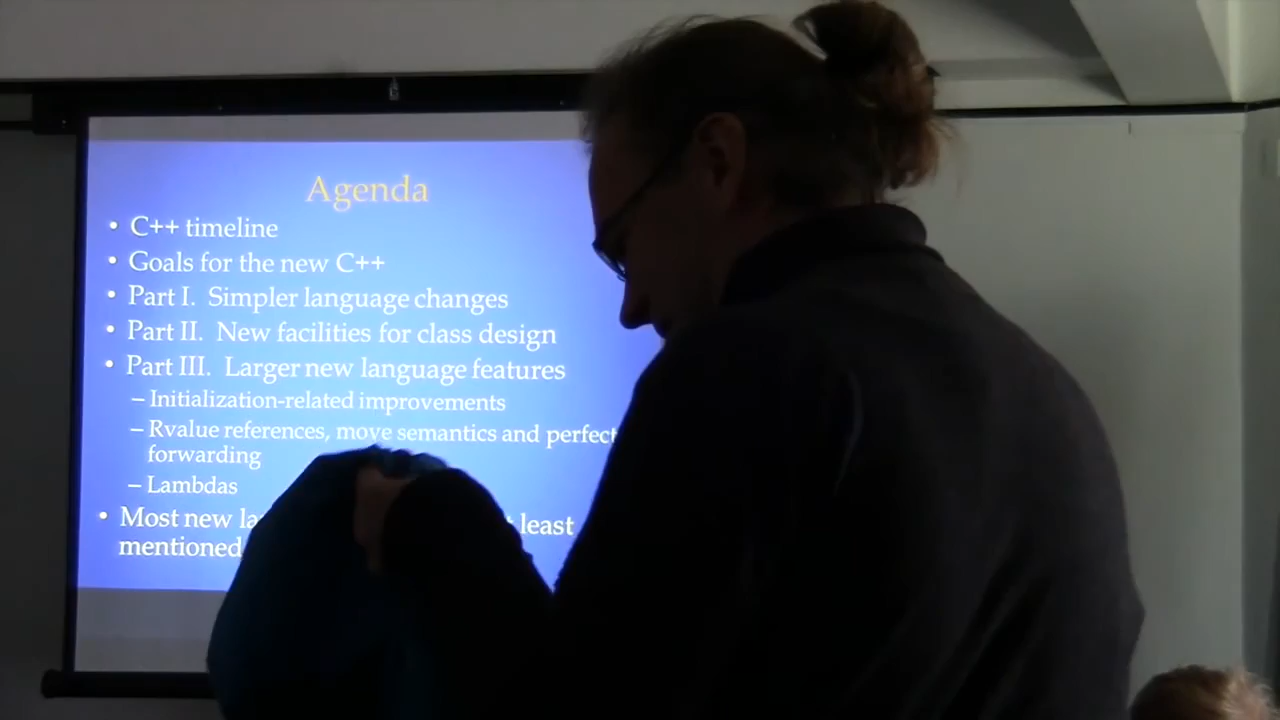 Agenda
• C++ timeline
• Goals for the new C++
• Part I. Simpler language changes
• Part II. New facilities for class design
• Part III. Larger new language features
– Initialization-related improvements
– Rvalue references, move semantics and perfect
forwarding
– Lambdas
• Most new least
mentioned